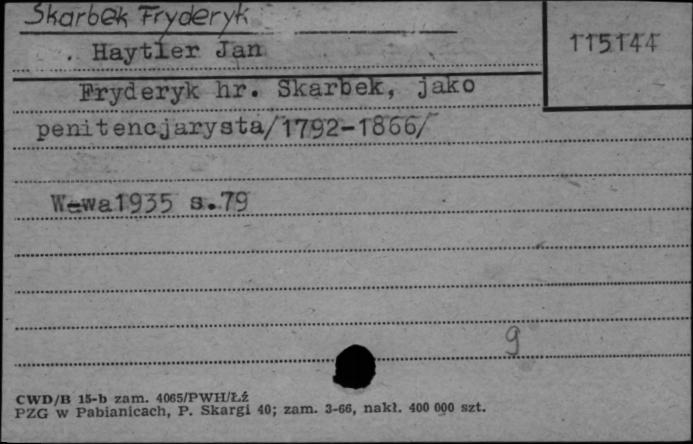 Skarbek Fryderyk
Haytler Jan
115144
Fryderyk hr. Skarbek, jako
penitencjarysta/1792-1866/
W-wa1935 s.79
9
CWD/B 15-b zam. 4065/PWH/Łź
PZG w Pabianicach, P. Skargi 40; zam. 3-66, nakł. 400 000 szt.